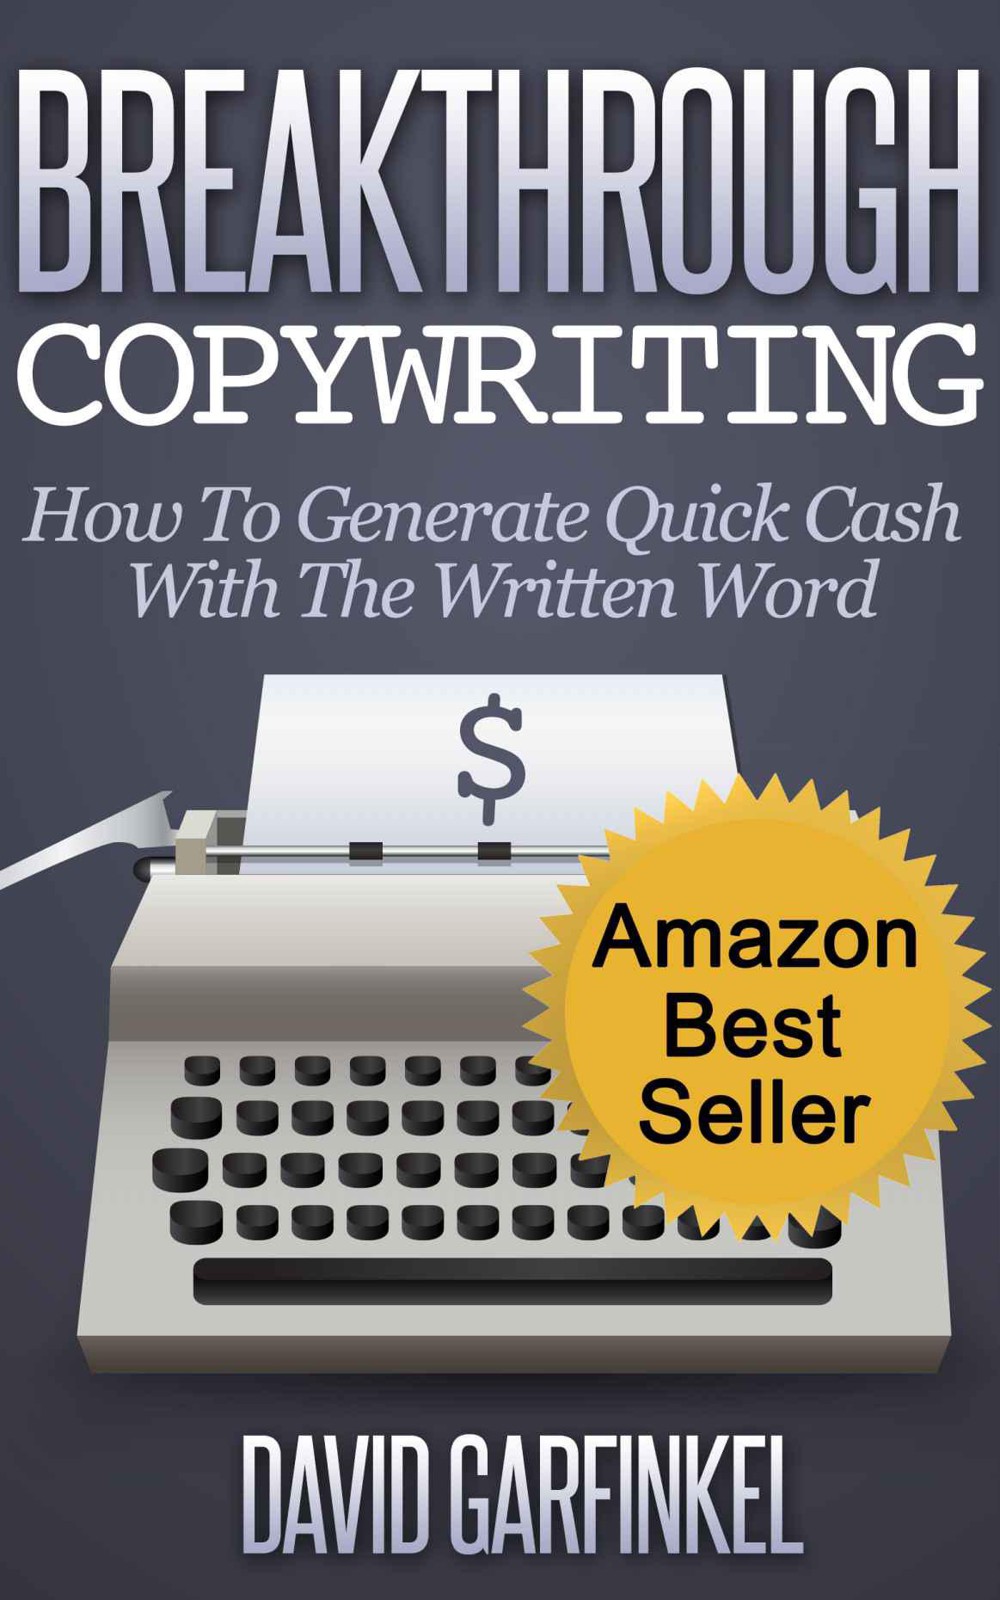 BREAKTHROUGH
COPYWRITING
How To Generate Quick Cash
With The Written Word
$
Amazon
Best
Seller
DAVID GARFINKEL